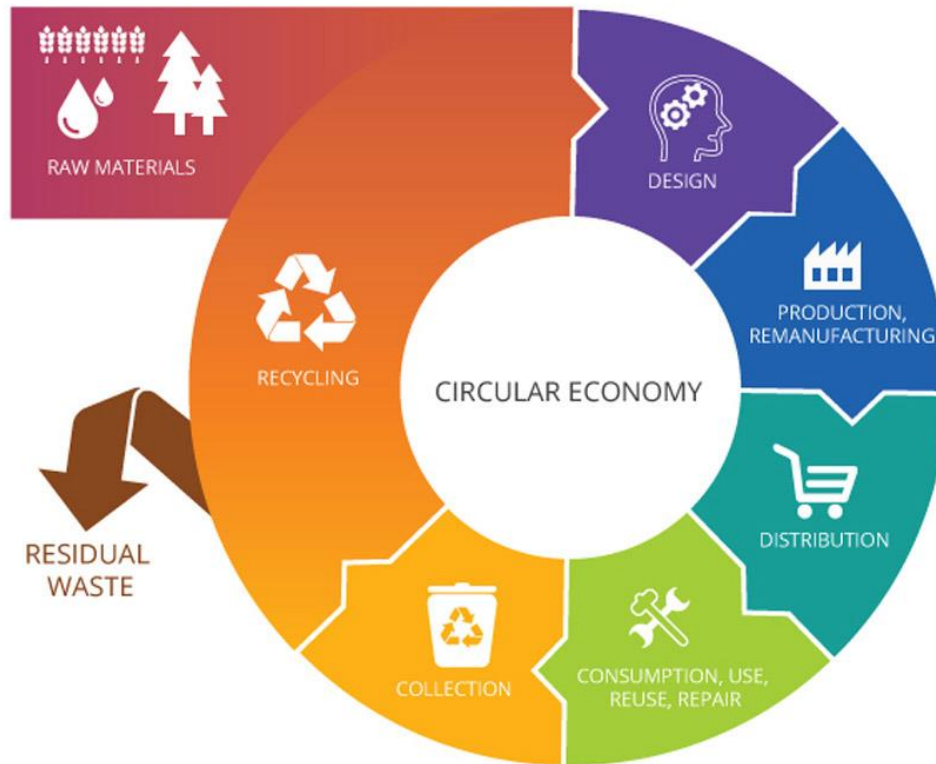 RAW MATERIALS
DESIGN
PRODUCTION,
REMANUFACTURING
RECYCLING
CIRCULAR ECONOMY
DISTRIBUTION
RESIDUAL
WASTE
CONSUMPTION, USE,
REUSE, REPAIR
COLLECTION